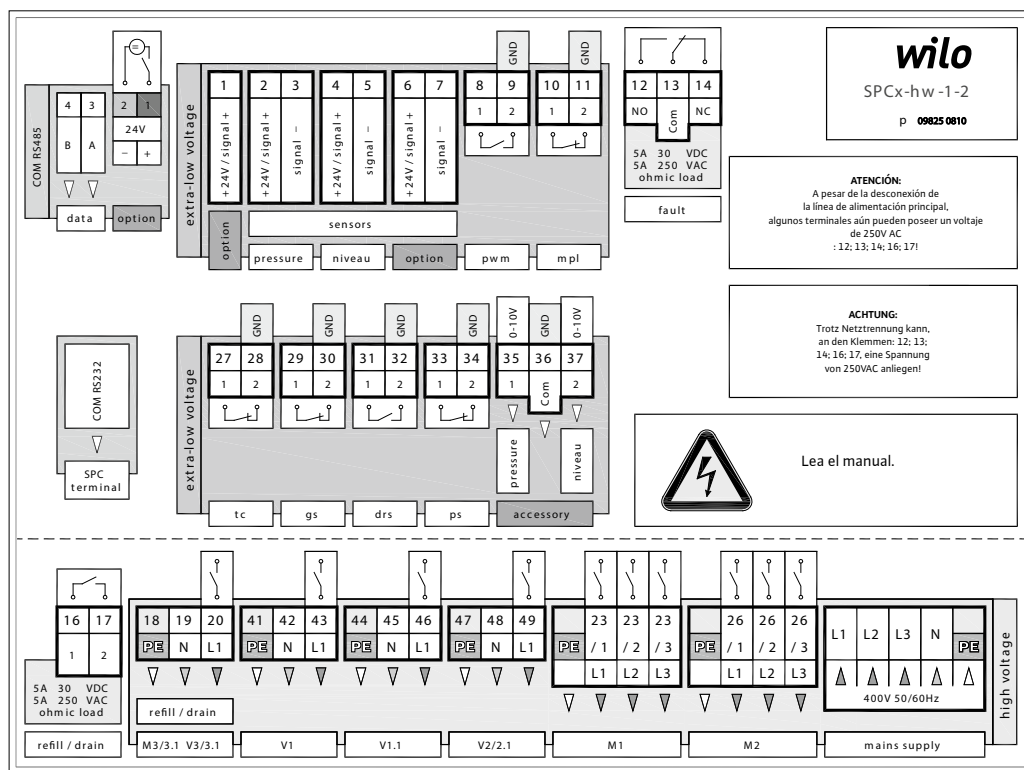 COM RS485
4 3
B A
data
2 1
24V
– +
option
extra-low voltage
1 2 3 4 5 6 7
+24V / signal +
+24V / signal +
signal –
+24V / signal +
signal –
+24V / signal +
signal –
option
sensors
pressure
niveau
option
GND
8 9
1 2
pwm
GND
10 11
1 2
mpl
12 13 14
NO Com NC
5A 30 VDC
5A 250 VAC
ohmic load
fault
wilo
SPCx-hw-1-2
p 09825 0810
ATENCIÓN:
A pesar de la desconexión de
la línea de alimentación principal,
algunos terminales aún pueden poseer un voltaje
de 250V AC
: 12; 13; 14; 16; 17!
ACHTUNG:
Trotz Netztrennung kann,
an den Klemmen: 12; 13;
14; 16; 17, eine Spannung
von 250VAC anliegen!
Lea el manual.
COM RS232
SPC
terminal
extra-low voltage
GND
27 28
1 2
tc
GND
29 30
1 2
gs
GND
31 32
1 2
drs
GND
33 34
1 2
ps
0-10V GND 0-10V
35 36 37
1 Com 2
pressure
niveau
accessory
16 17
1 2
5A 30 VDC
5A 250 VAC
ohmic load
refill / drain
18 19 20
PE N L1
refill / drain
M3/3.1 V3/3.1
41 42 43
PE N L1
V1
44 45 46
PE N L1
V1.1
47 48 49
PE N L1
V2/2.1
23 23 23
PE / 1 / 2 / 3
L1 L2 L3
M1
26 26 26
PE / 1 / 2 / 3
L1 L2 L3
M2
L1 L2 L3 N PE
400V 50/60Hz
mains supply
high voltage